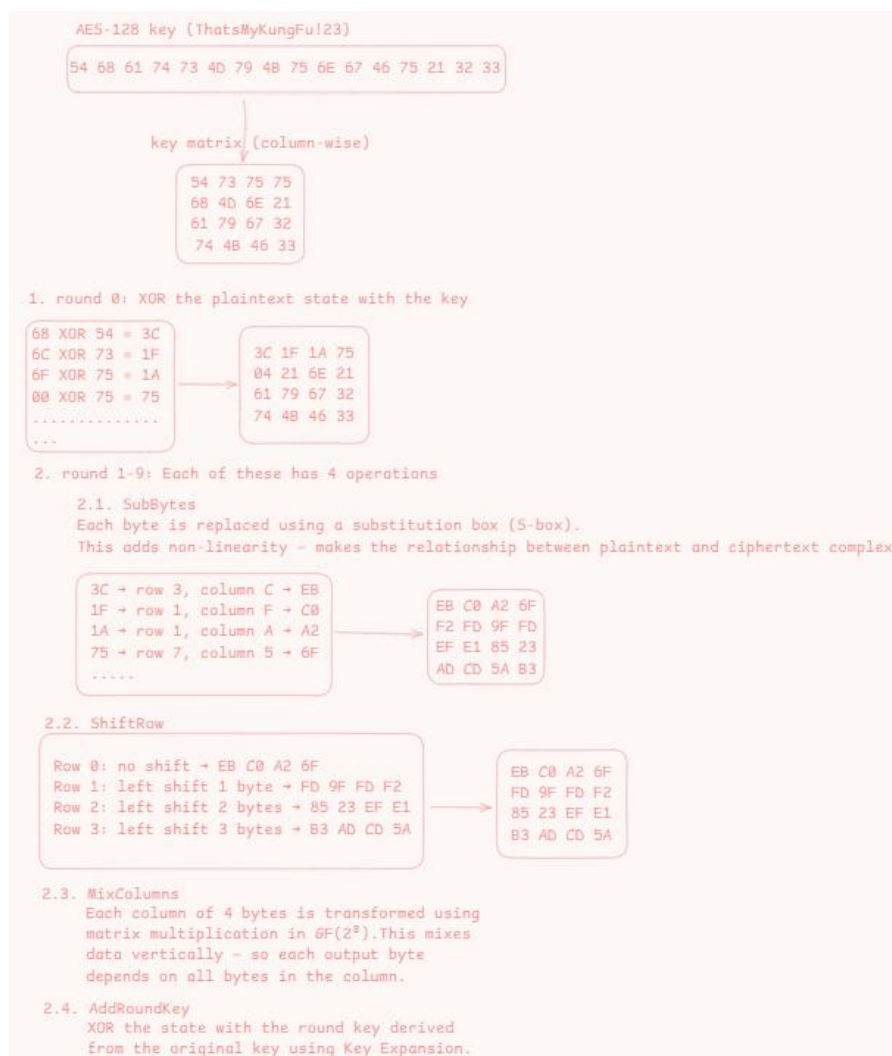 AES-128 key (ThatsMyKungFu!23)
54 68 61 74 73 4D 79 4B 75 6E 67 46 75 21 32 33
key matrix (column-wise)
54 73 75 75
68 4D 6E 21
61 79 67 32
74 4B 46 33
1. round 0: XOR the plaintext state with the key
68 XOR 54 = 3C
6C XOR 73 = 1F
6F XOR 75 = 1A
00 XOR 75 = 75
..............
...
3C 1F 1A 75
04 21 6E 21
61 79 67 32
74 4B 46 33
2. round 1-9: Each of these has 4 operations
2.1. SubBytes
Each byte is replaced using a substitution box (S-box).
This adds non-linearity – makes the relationship between plaintext and ciphertext complex
3C → row 3, column C → EB
1F → row 1, column F → C0
1A → row 1, column A → A2
75 → row 7, column 5 → 6F
.....
EB C0 A2 6F
F2 FD 9F FD
EF E1 85 23
AD CD 5A B3
2.2. ShiftRow
Row 0: no shift → EB C0 A2 6F
Row 1: left shift 1 byte → FD 9F FD F2
Row 2: left shift 2 bytes → 85 23 EF E1
Row 3: left shift 3 bytes → B3 AD CD 5A
EB C0 A2 6F
FD 9F FD F2
85 23 EF E1
B3 AD CD 5A
2.3. MixColumns
Each column of 4 bytes is transformed using
matrix multiplication in GF(2⁸).This mixes
data vertically – so each output byte
depends on all bytes in the column.
2.4. AddRoundKey
XOR the state with the round key derived
from the original key using Key Expansion.